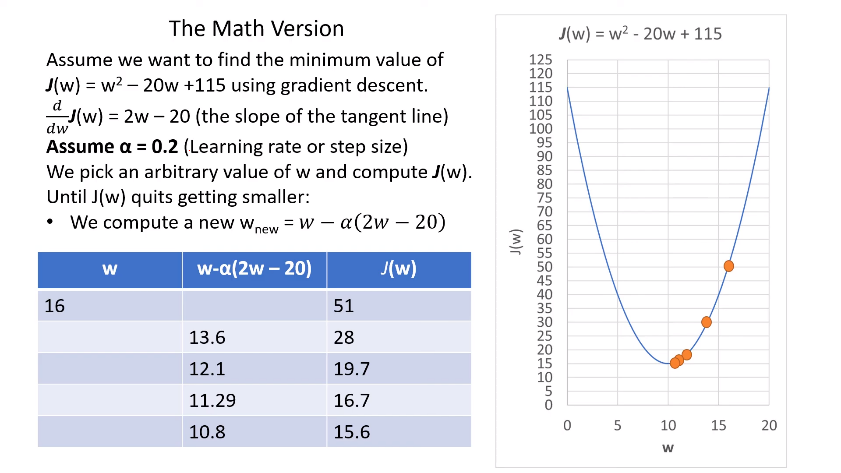 The Math Version
Assume we want to find the minimum value of
J(w) = w² – 20w +115 using gradient descent.
d/dw J(w) = 2w – 20 (the slope of the tangent line)
Assume α = 0.2 (Learning rate or step size)
We pick an arbitrary value of w and compute J(w).
Until J(w) quits getting smaller:
• We compute a new w_new = w − α(2w − 20)
w w-α(2w – 20) J(w)
16 51
13.6 28
12.1 19.7
11.29 16.7
10.8 15.6
J(w) = w² - 20w + 115
125
120
115
110
105
100
95
90
85
80
75
70
65
60
55
50
45
40
35
30
25
20
15
10
5
0
J(w)
0 5 10 15 20
w